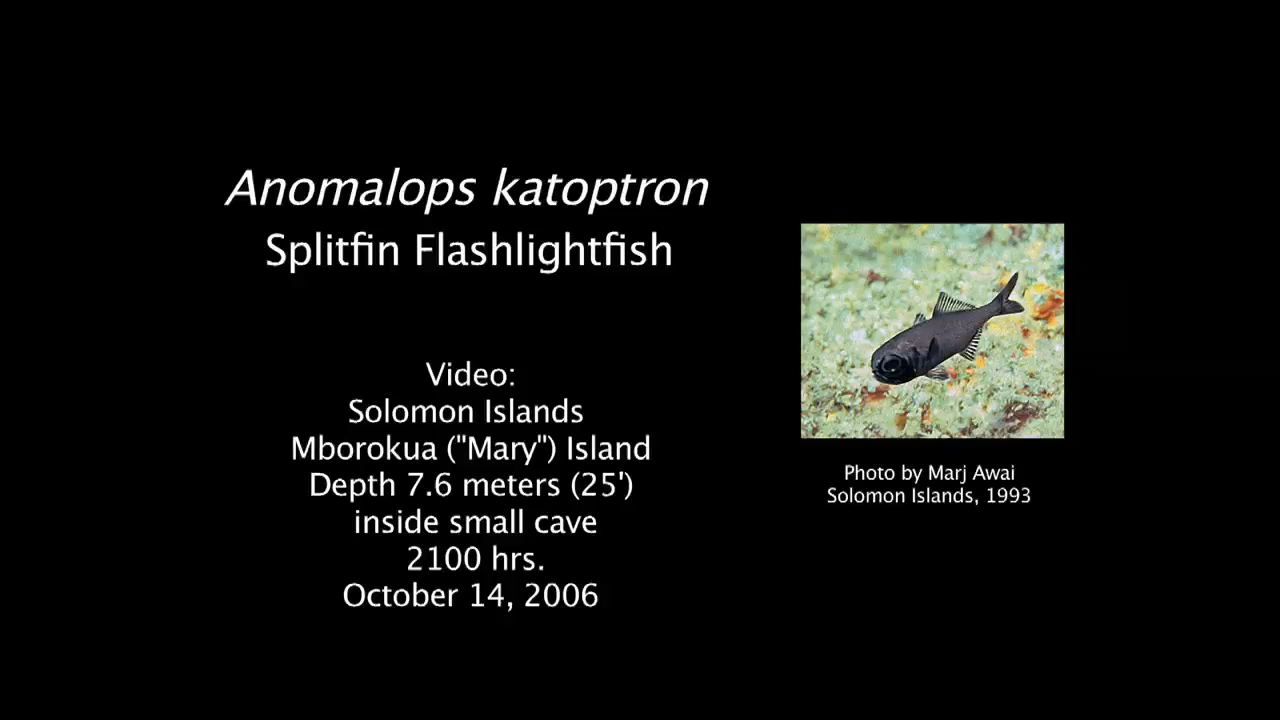 Anomalops katoptron
Splitfin Flashlightfish
Video:
Solomon Islands
Mborokua ("Mary") Island
Depth 7.6 meters (25')
inside small cave
2100 hrs.
October 14, 2006
Photo by Marj Awai
Solomon Islands, 1993